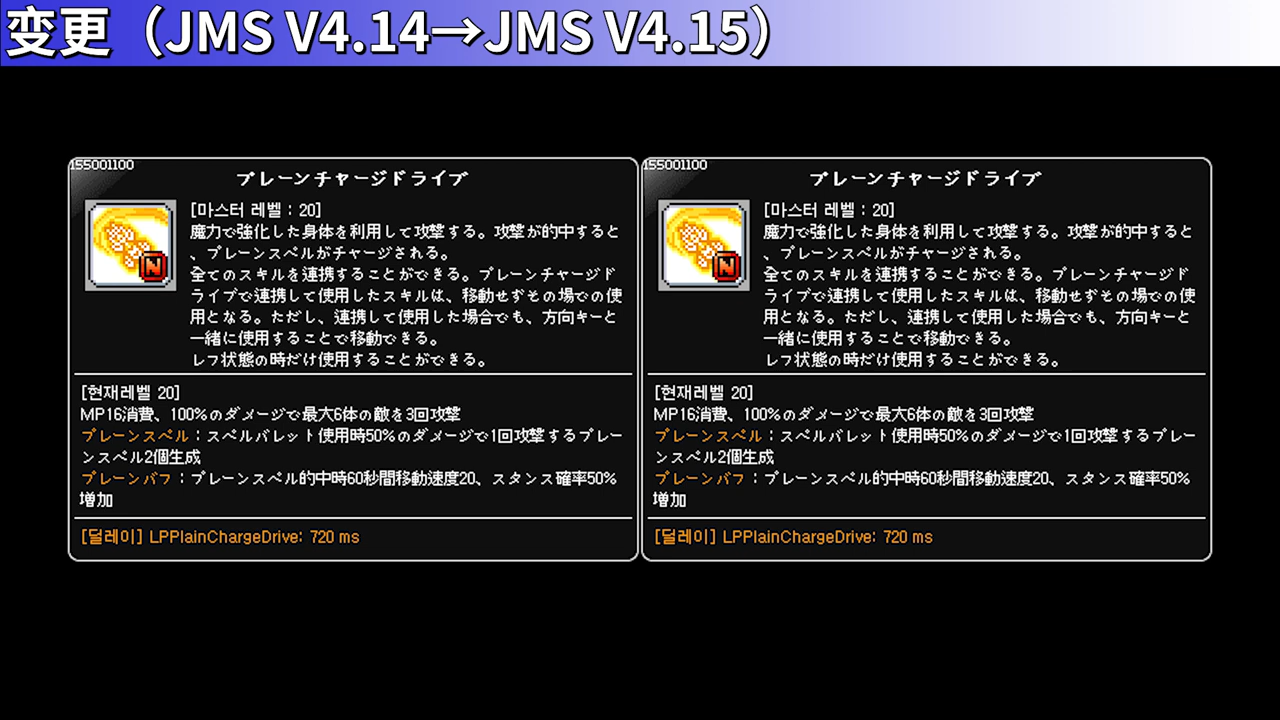 変更（JMS V4.14→JMS V4.15）
155001100
プレーンチャージドライブ
[마스터 레벨 : 20]
魔力で強化した身体を利用して攻撃する。攻撃が的中すると
、プレーンスペルがチャージされる。
全てのスキルを連携することができる。プレーンチャージド
ライブで連携して使用したスキルは、移動せずその場での使
用となる。ただし、連携して使用した場合でも、方向キーと
一緒に使用することで移動できる。
レフ状態の時だけ使用することができる。
[현재레벨 20]
MP16消費、100%のダメージで最大6体の敵を3回攻撃
プレーンスペル：スペルバレット使用時50%のダメージで1回攻撃するプレー
ンスペル2個生成
プレーンバフ：プレーンスペル的中時60秒間移動速度20、スタンス確率50%
増加
[딜레이] LPPlainChargeDrive: 720 ms
155001100
プレーンチャージドライブ
[마스터 레벨 : 20]
魔力で強化した身体を利用して攻撃する。攻撃が的中すると
、プレーンスペルがチャージされる。
全てのスキルを連携することができる。プレーンチャージド
ライブで連携して使用したスキルは、移動せずその場での使
用となる。ただし、連携して使用した場合でも、方向キーと
一緒に使用することで移動できる。
レフ状態の時だけ使用することができる。
[현재레벨 20]
MP16消費、100%のダメージで最大6体の敵を3回攻撃
プレーンスペル：スペルバレット使用時50%のダメージで1回攻撃するプレー
ンスペル2個生成
プレーンバフ：プレーンスペル的中時60秒間移動速度20、スタンス確率50%
増加
[딜레이] LPPlainChargeDrive: 720 ms